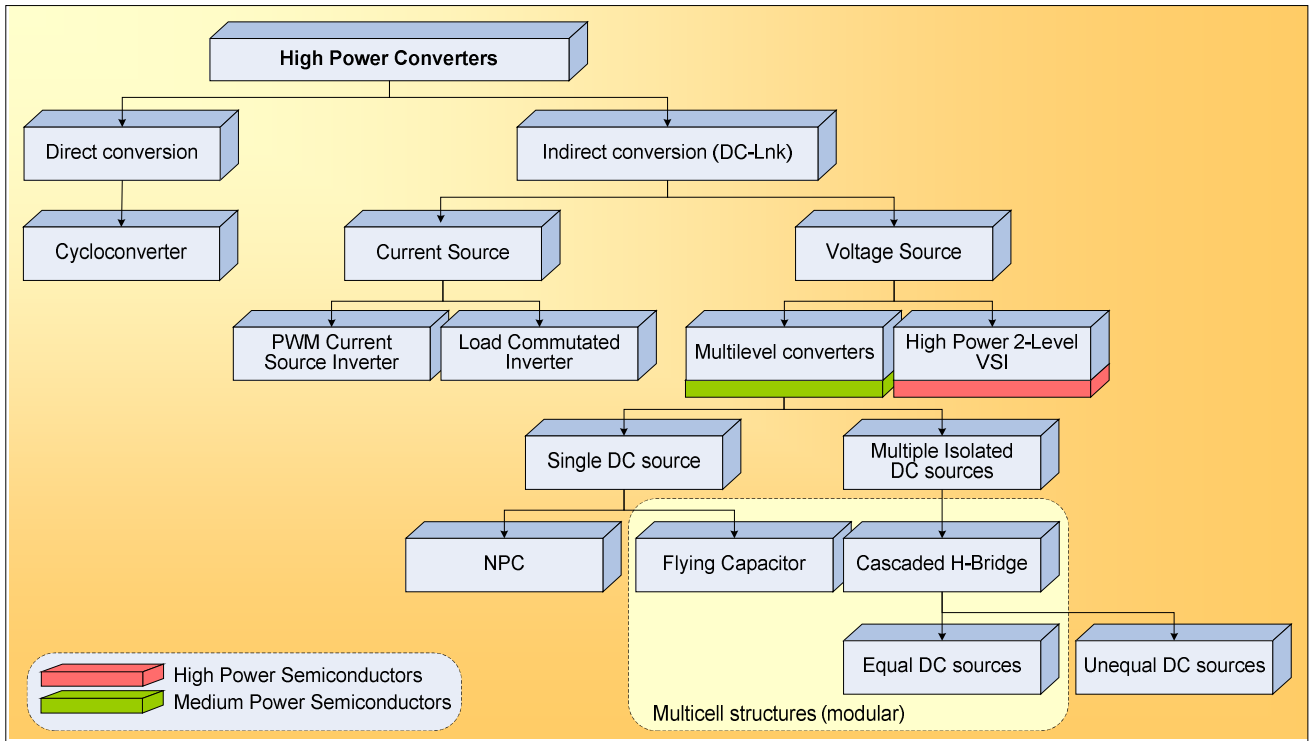 High Power Converters
Direct conversion
Indirect conversion (DC-Lnk)
Cycloconverter
Current Source
Voltage Source
PWM Current
Source Inverter
Load Commutated
Inverter
Multilevel converters
High Power 2-Level
VSI
Single DC source
Multiple Isolated
DC sources
NPC
Flying Capacitor
Cascaded H-Bridge
Equal DC sources
Unequal DC sources
High Power Semiconductors
Medium Power Semiconductors
Multicell structures (modular)